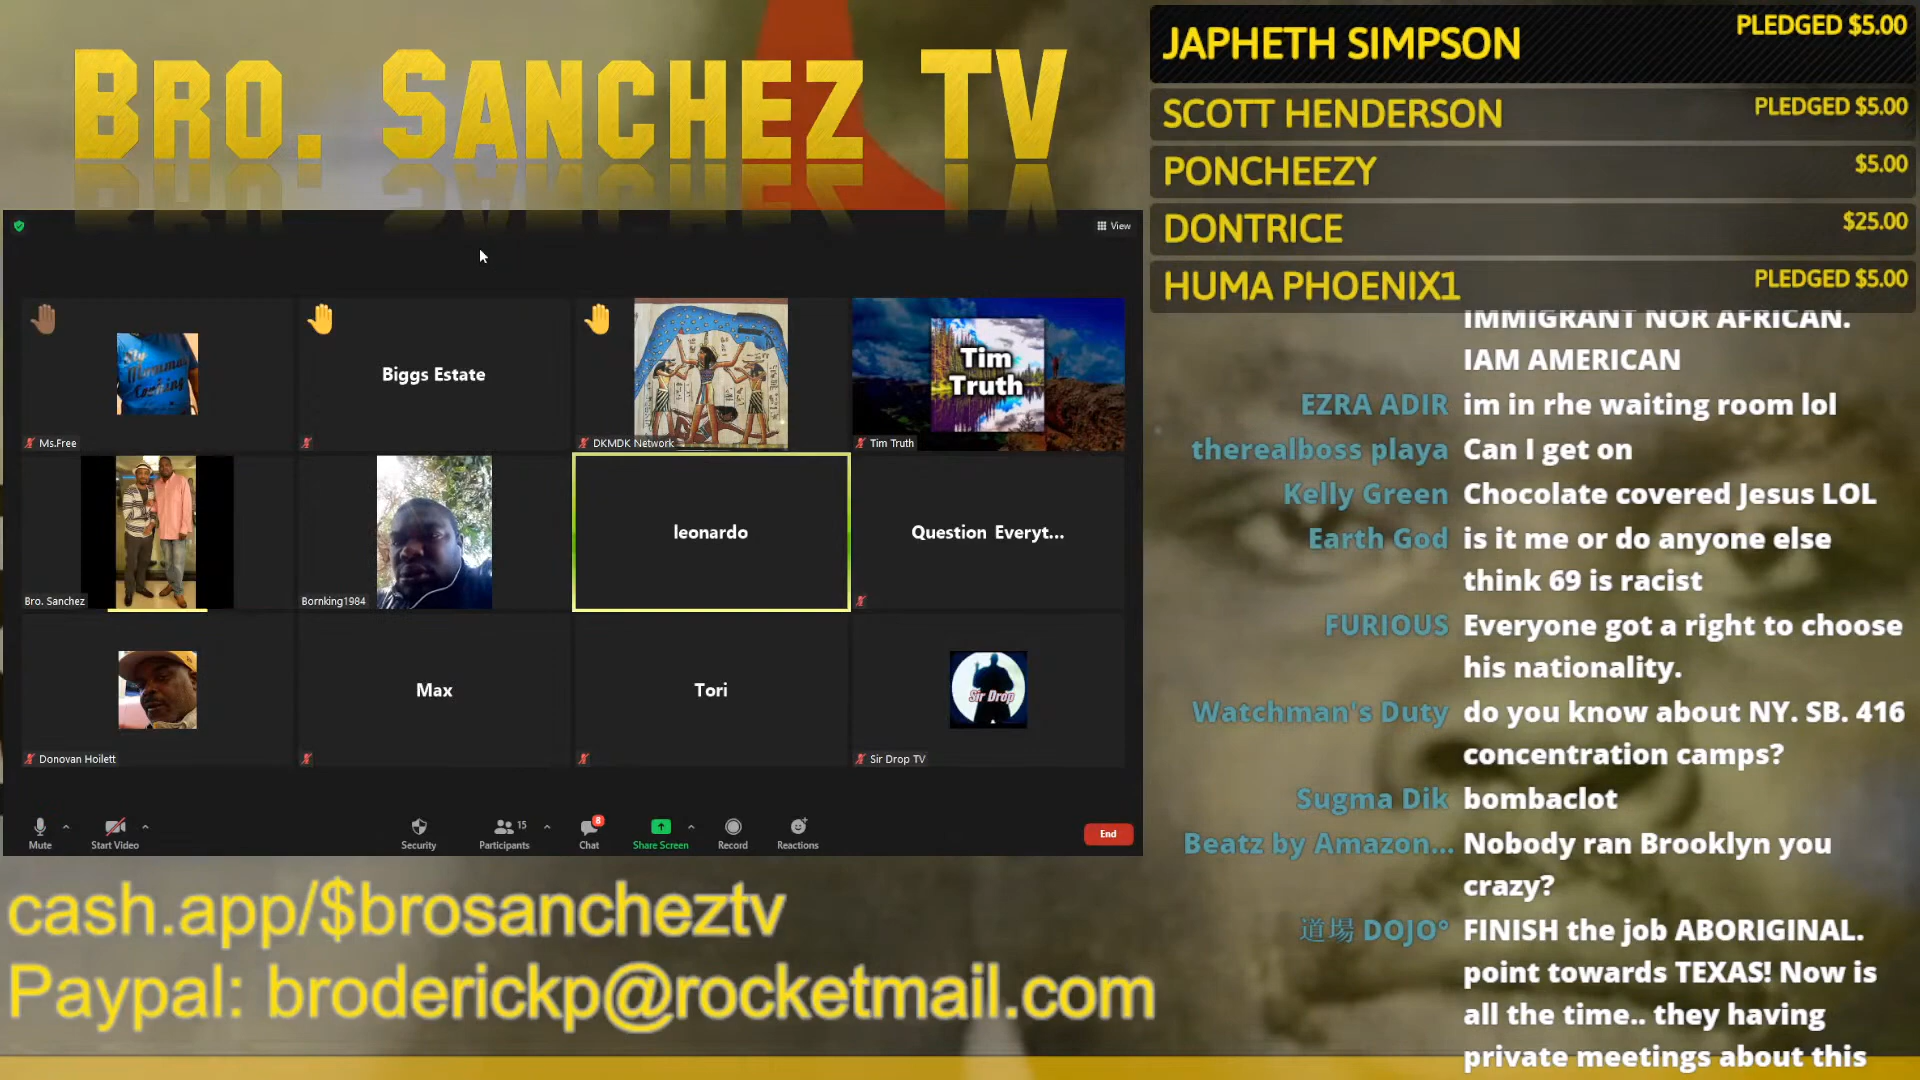 BRO. SANCHEZ TV
JAPHETH SIMPSON
PLEDGED $5.00
SCOTT HENDERSON
PLEDGED $5.00
PONCHEEZY
$5.00
DONTRICE
$25.00
HUMA PHOENIX1
PLEDGED $5.00
View
Ms.Free
Biggs Estate
DKMDK Network
Tim
Truth
Tim Truth
Bro. Sanchez
Bornking1984
leonardo
Question Everyt...
Donovan Hoilett
Max
Tori
Sir Drop
Sir Drop TV
Mute
Start Video
Security
15
Participants
8
Chat
Share Screen
Record
Reactions
End
cash.app/$brosancheztv
Paypal: broderickp@rocketmail.com
IMMIGRANT NOR AFRICAN.
IAM AMERICAN
EZRA ADIR im in rhe waiting room lol
therealboss playa Can I get on
Kelly Green Chocolate covered Jesus LOL
Earth God is it me or do anyone else
think 69 is racist
FURIOUS Everyone got a right to choose
his nationality.
Watchman's Duty do you know about NY. SB. 416
concentration camps?
Sugma Dik bombaclot
Beatz by Amazon... Nobody ran Brooklyn you
crazy?
道場 DOJO° FINISH the job ABORIGINAL.
point towards TEXAS! Now is
all the time.. they having
private meetings about this